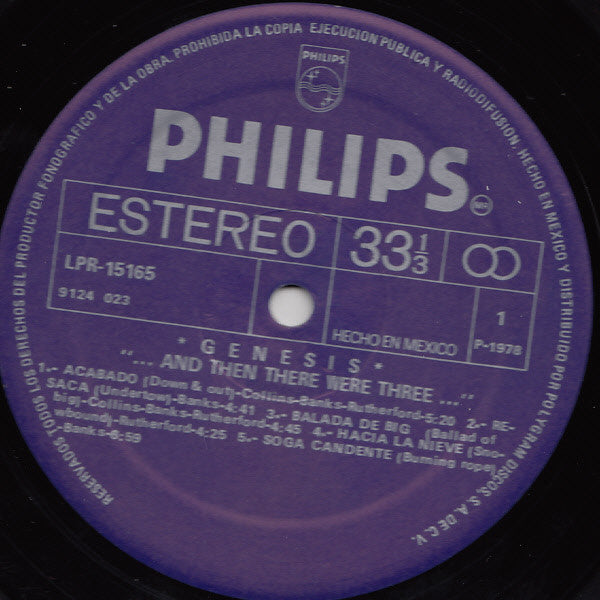 RESERVADOS TODOS LOS DERECHOS DEL PRODUCTOR FONOGRAFICO Y DE LA OBRA. PROHIBIDA LA COPIA EJECUCION PUBLICA Y RADIODIFUSION: HECHO EN MEXICO Y DISTRIBUIDO POR POLYGRAM DISCOS, S.A. DE C.V.
PHILIPS
PHILIPS
MR
ESTEREO
33 1/3
LPR-15165
9124 023
HECHO EN MEXICO
1
P-1978
* G E N E S I S *
"... AND THEN THERE WERE THREE ..."
1.- ACABADO (Down & out)-Collins-Banks-Rutherford-5:20 2.- RE-
SACA (Undertow)-Banks-4:41 3.- BALADA DE BIG (Ballad of
big)-Collins-Banks-Rutherford-4:45 4.- HACIA LA NIEVE (Sno-
wbound)-Rutherford-4:25 5.- SOGA CANDENTE (Burning rope)
-Banks-6:59